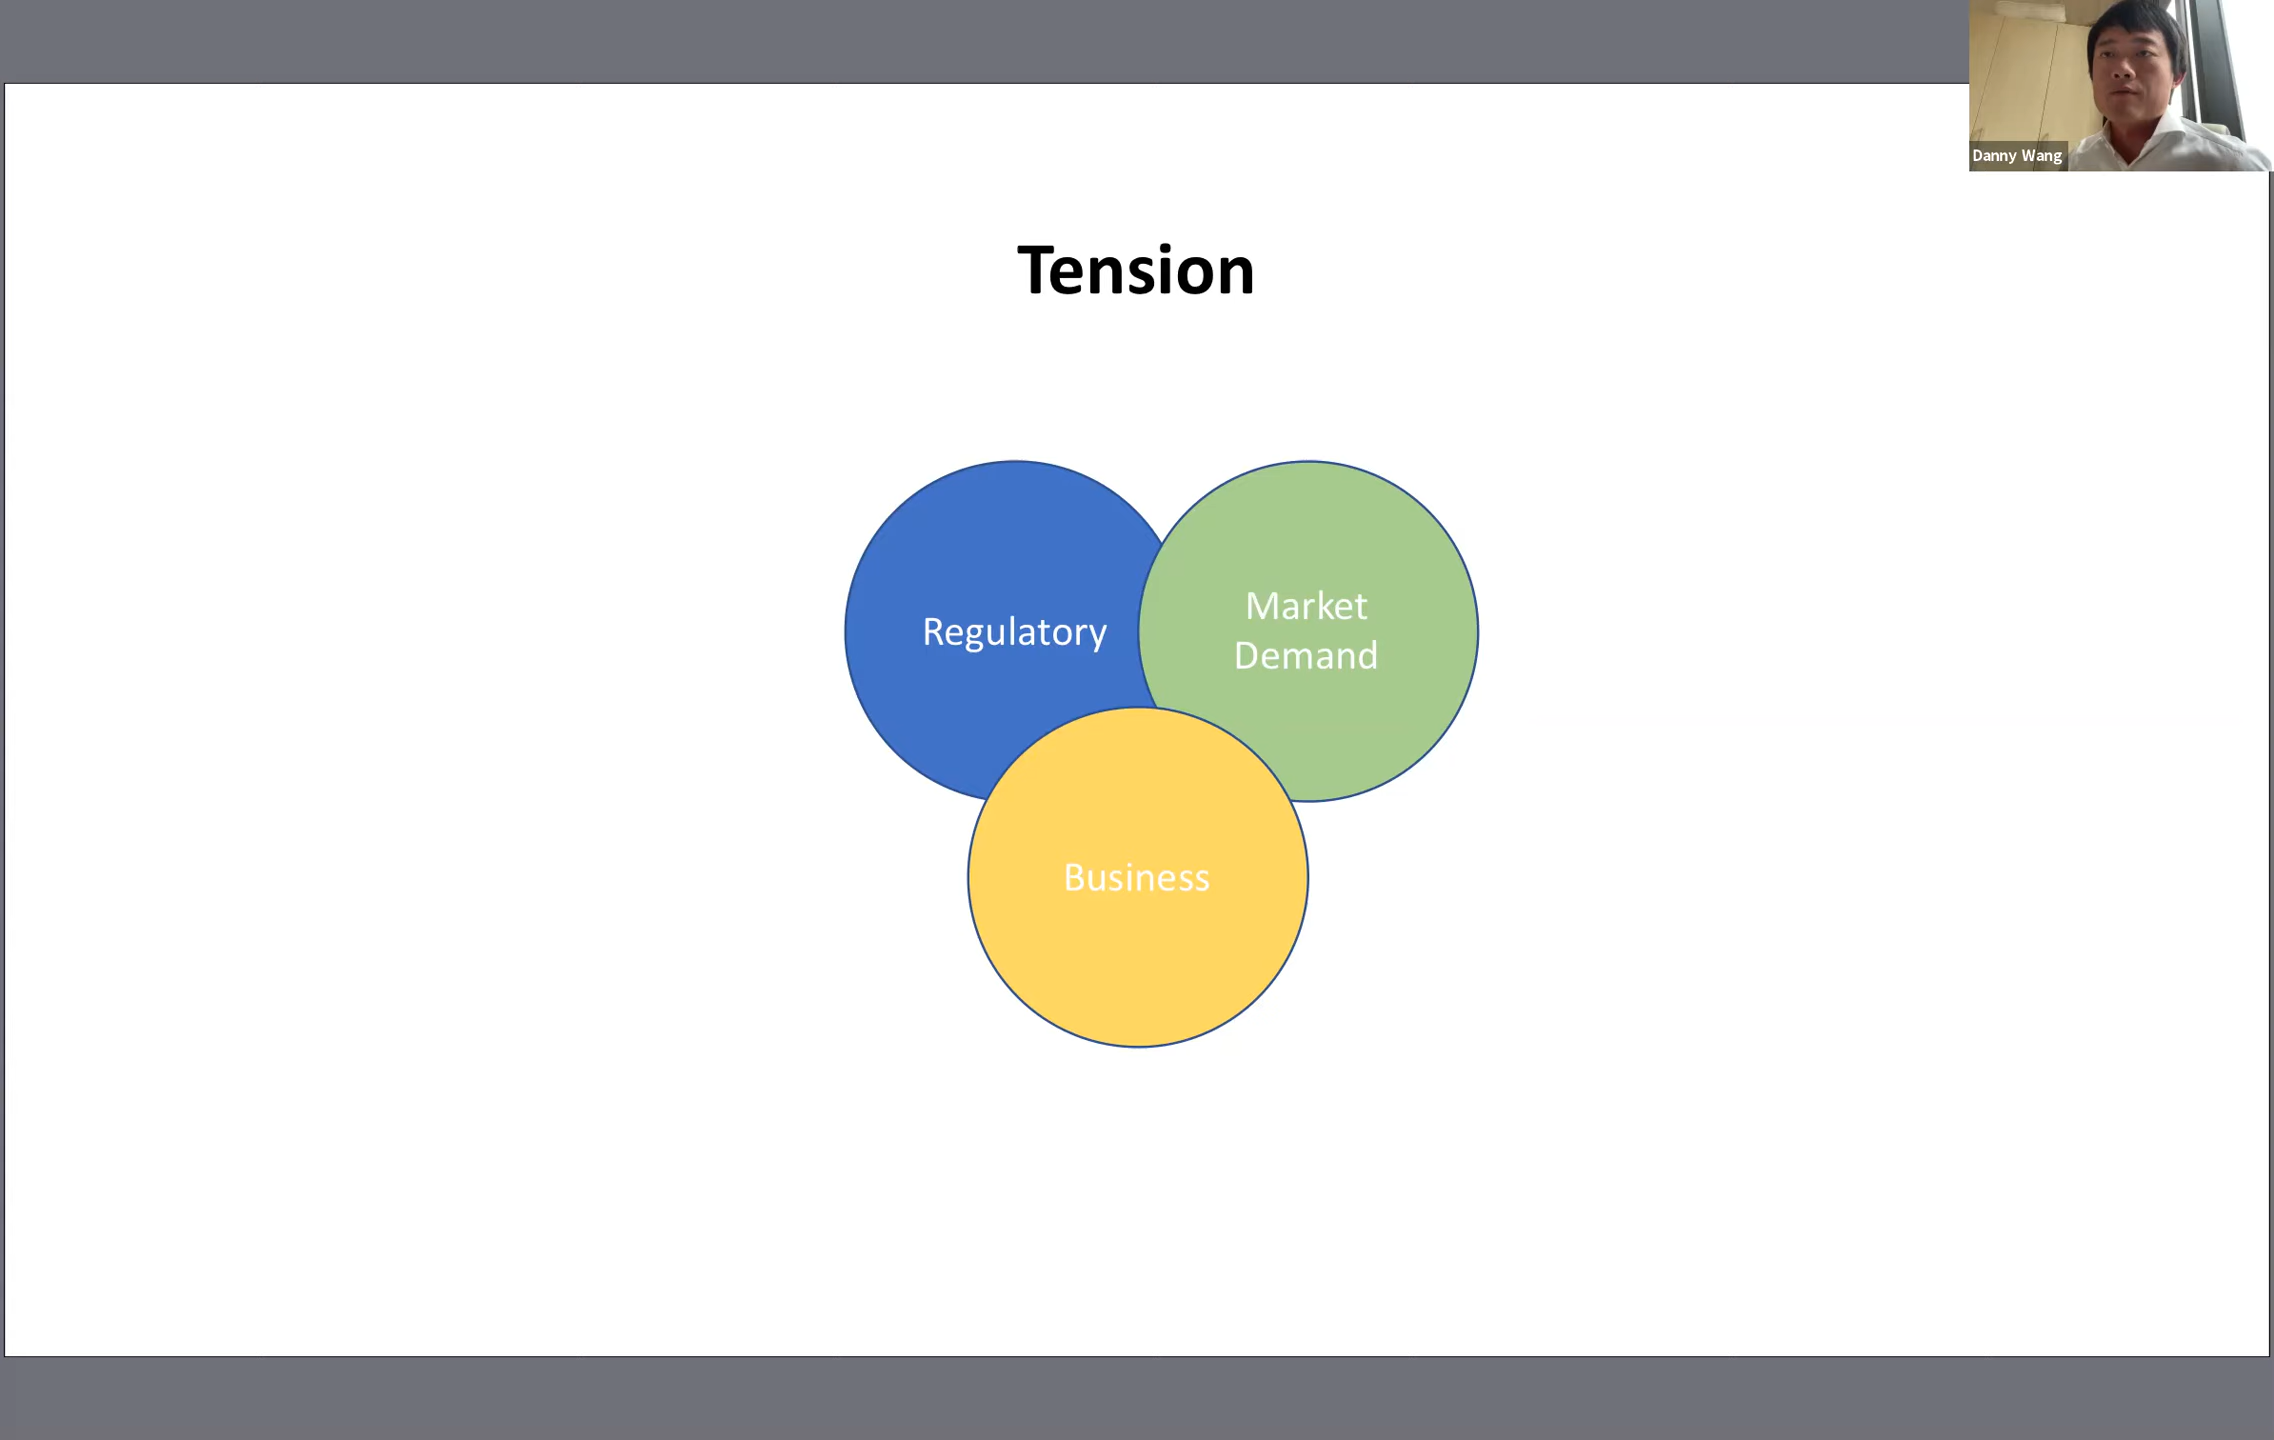 Danny Wang
Tension
Regulatory
Market
Demand
Business